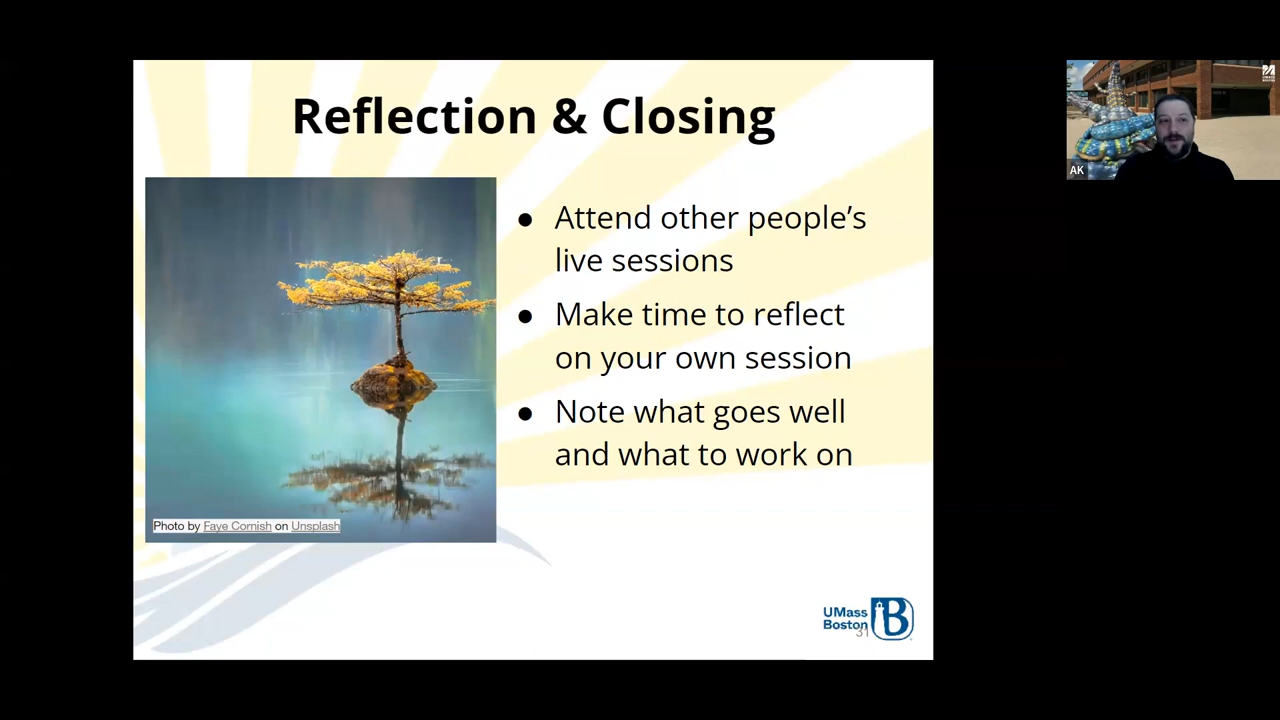 Reflection & Closing
● Attend other people’s
live sessions
● Make time to reflect
on your own session
● Note what goes well
and what to work on
Photo by Faye Cornish on Unsplash
UMass
Boston
B
31
AK